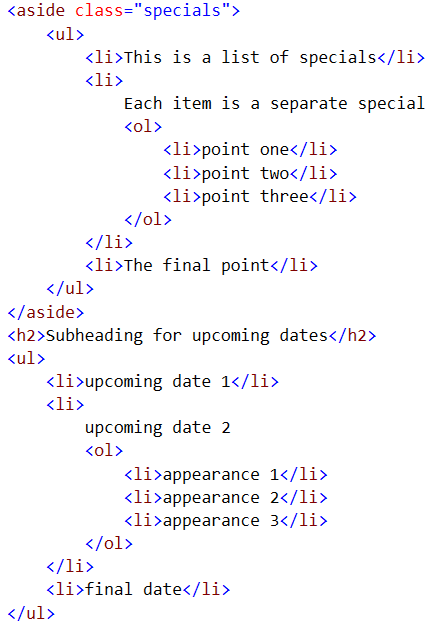 <aside class="specials">
    <ul>
        <li>This is a list of specials</li>
        <li>
            Each item is a separate special
            <ol>
                <li>point one</li>
                <li>point two</li>
                <li>point three</li>
            </ol>
        </li>
        <li>The final point</li>
    </ul>
</aside>
<h2>Subheading for upcoming dates</h2>
<ul>
    <li>upcoming date 1</li>
    <li>
        upcoming date 2
        <ol>
            <li>appearance 1</li>
            <li>appearance 2</li>
            <li>appearance 3</li>
        </ol>
    </li>
    <li>final date</li>
</ul>